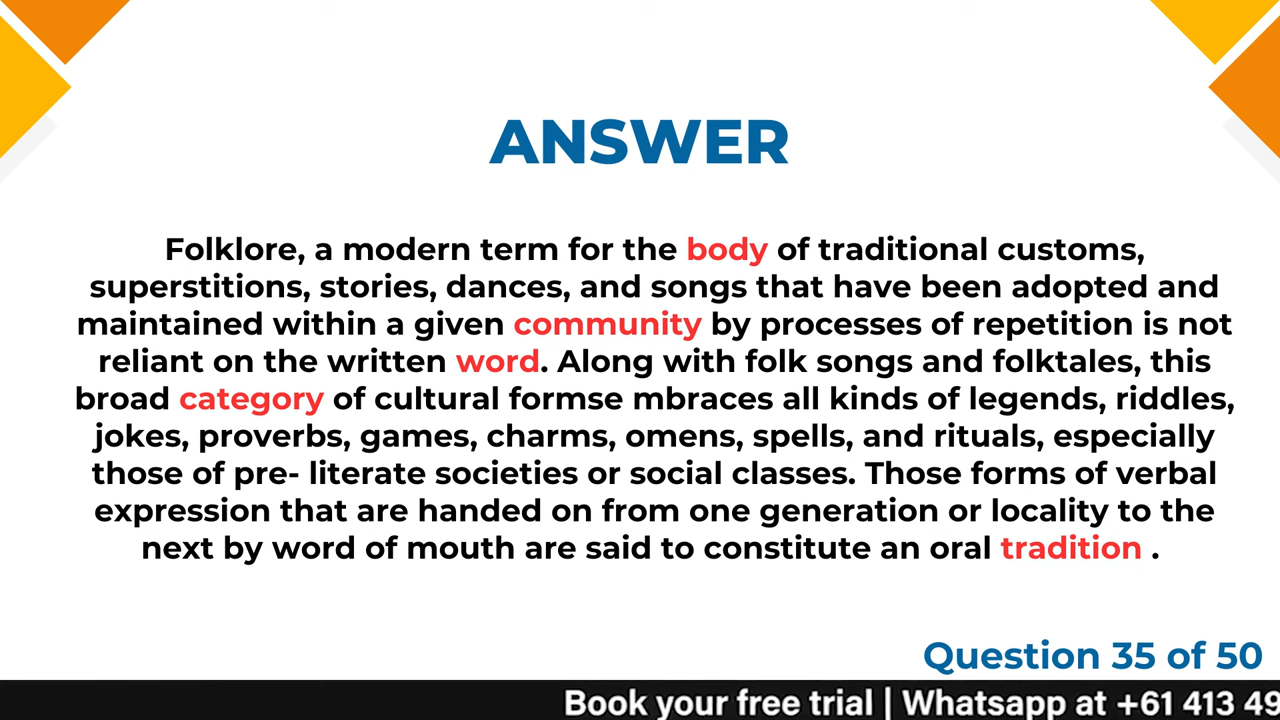 ANSWER
Folklore, a modern term for the body of traditional customs,
superstitions, stories, dances, and songs that have been adopted and
maintained within a given community by processes of repetition is not
reliant on the written word. Along with folk songs and folktales, this
broad category of cultural formse mbraces all kinds of legends, riddles,
jokes, proverbs, games, charms, omens, spells, and rituals, especially
those of pre- literate societies or social classes. Those forms of verbal
expression that are handed on from one generation or locality to the
next by word of mouth are said to constitute an oral tradition .
Question 35 of 50
Book your free trial | Whatsapp at +61 413 49